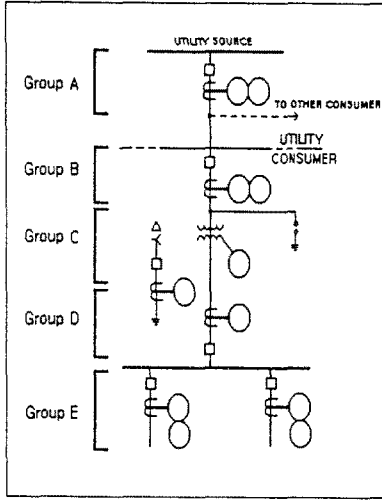 UTILITY SOURCE
Group A
TO OTHER CONSUMER
UTILITY
CONSUMER
Group B
Group C
Group D
Group E